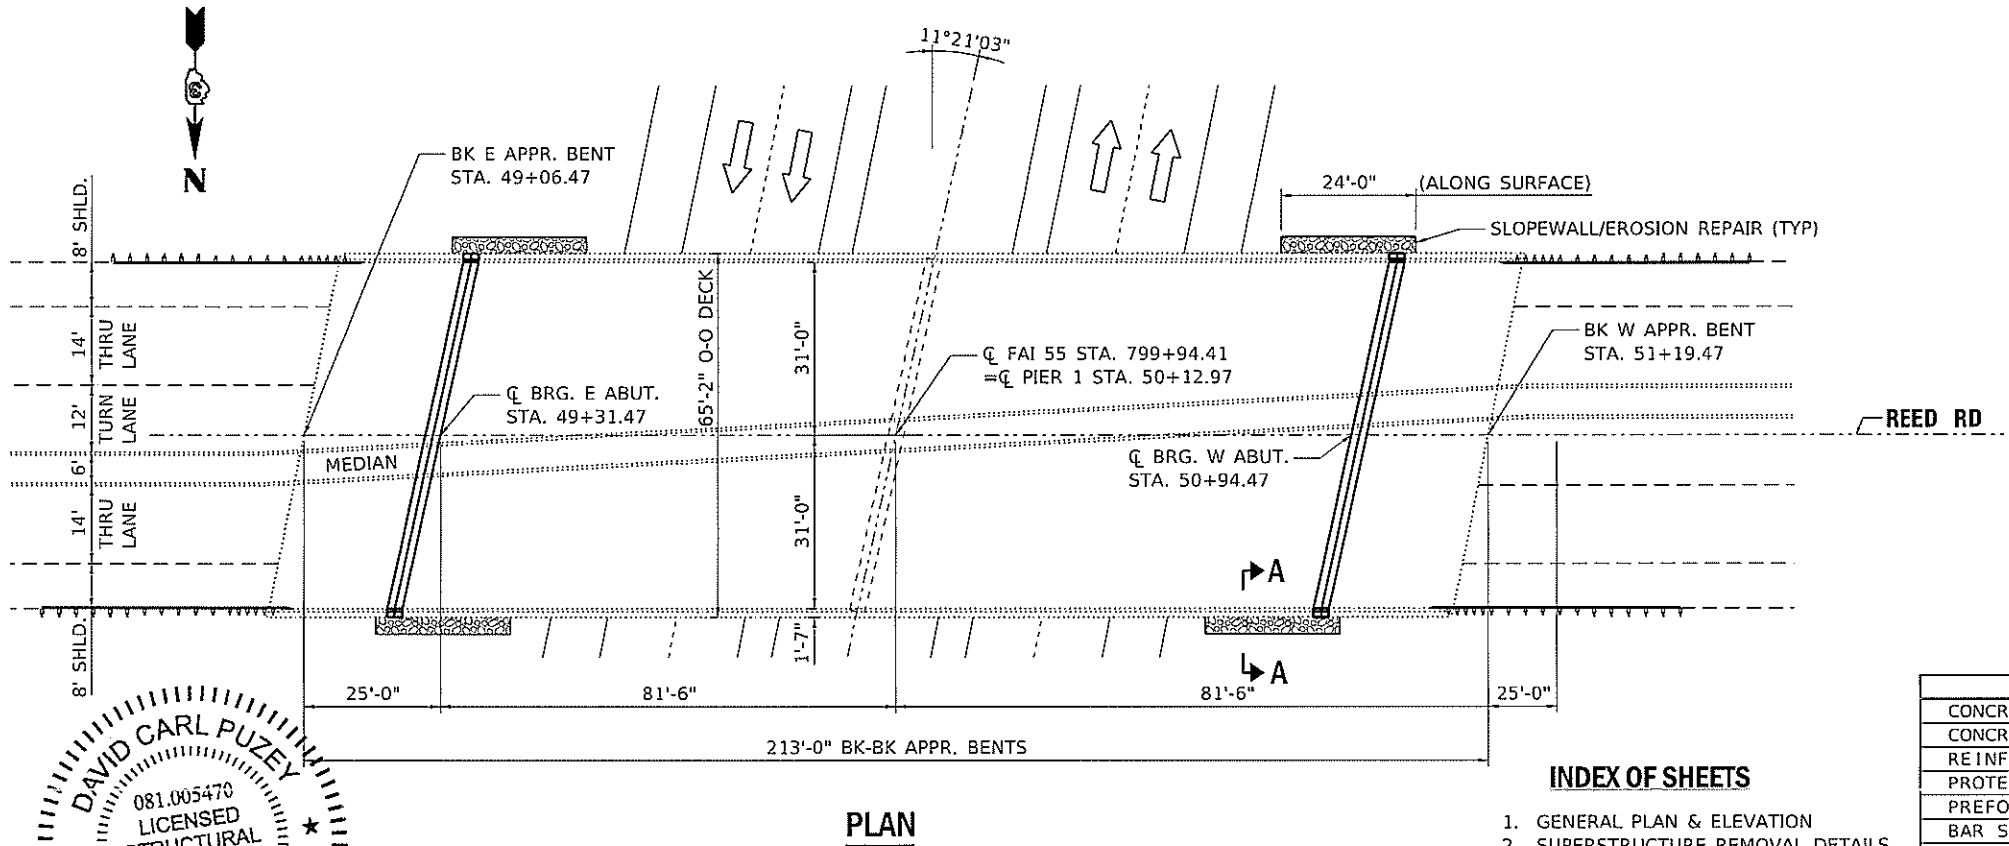 11°21'03"
N
BK E APPR. BENT
STA. 49+06.47
24'-0" (ALONG SURFACE)
SLOPEWALL/EROSION REPAIR (TYP)
8' SHLD.
14' THRU LANE
12' TURN LANE
6'
14' THRU LANE
8' SHLD.
MEDIAN
65'-2" O-O DECK
31'-0"
31'-0"
1'-7"
℄ BRG. E ABUT.
STA. 49+31.47
℄ FAI 55 STA. 799+94.41
=℄ PIER 1 STA. 50+12.97
BK W APPR. BENT
STA. 51+19.47
REED RD
℄ BRG. W ABUT.
STA. 50+94.47
A
A
25'-0"
81'-6"
81'-6"
25'-0"
213'-0" BK-BK APPR. BENTS
DAVID CARL PUZEY
081.005470
LICENSED
STRUCTURAL
PLAN
INDEX OF SHEETS
1. GENERAL PLAN & ELEVATION
2. SUPERSTRUCTURE REMOVAL DETAILS
CONCR
CONCR
REINF
PROTE
PREFO
BAR S